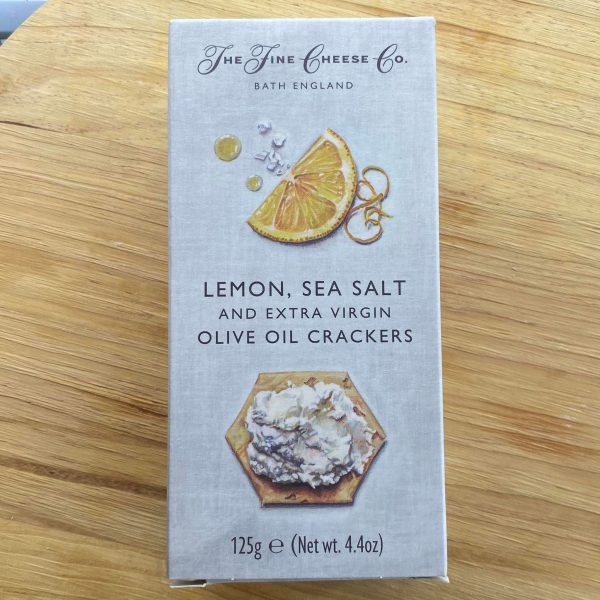 The Fine Cheese Co.
BATH ENGLAND
LEMON, SEA SALT
AND EXTRA VIRGIN
OLIVE OIL CRACKERS
125g ℮ (Net wt. 4.4oz)